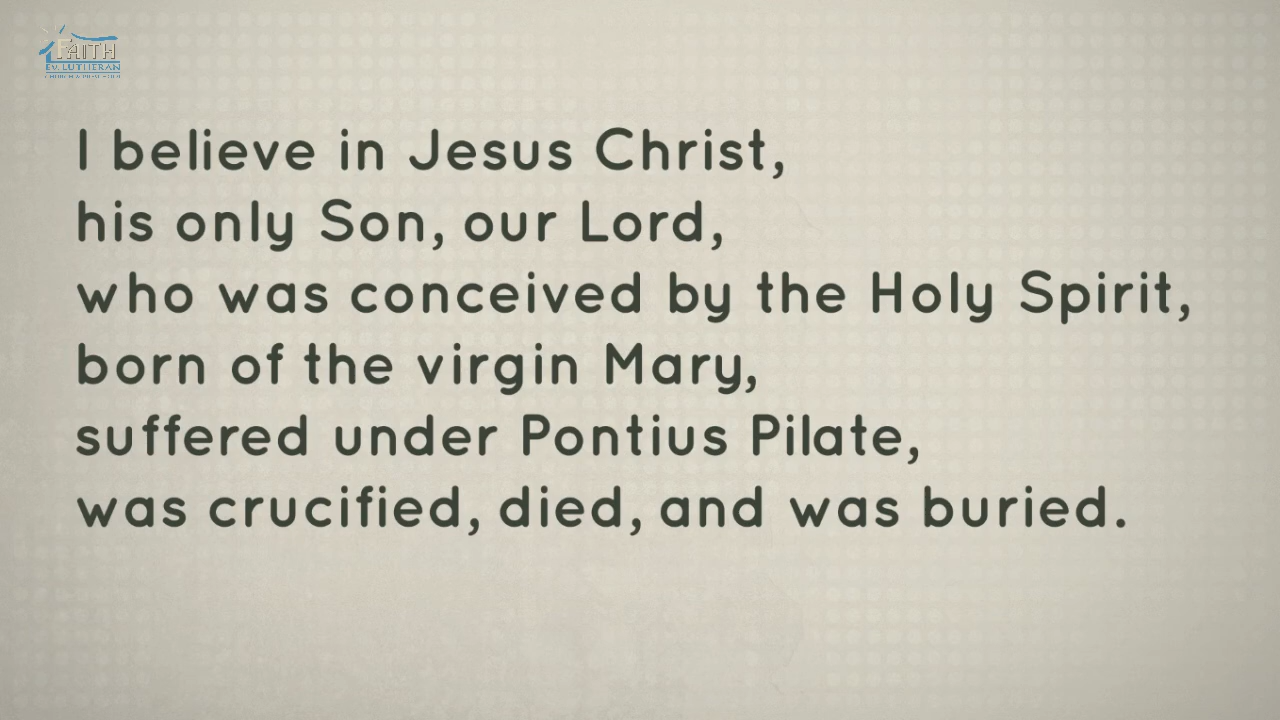 FAITH
EV. LUTHERAN
I believe in Jesus Christ,
his only Son, our Lord,
who was conceived by the Holy Spirit,
born of the virgin Mary,
suffered under Pontius Pilate,
was crucified, died, and was buried.